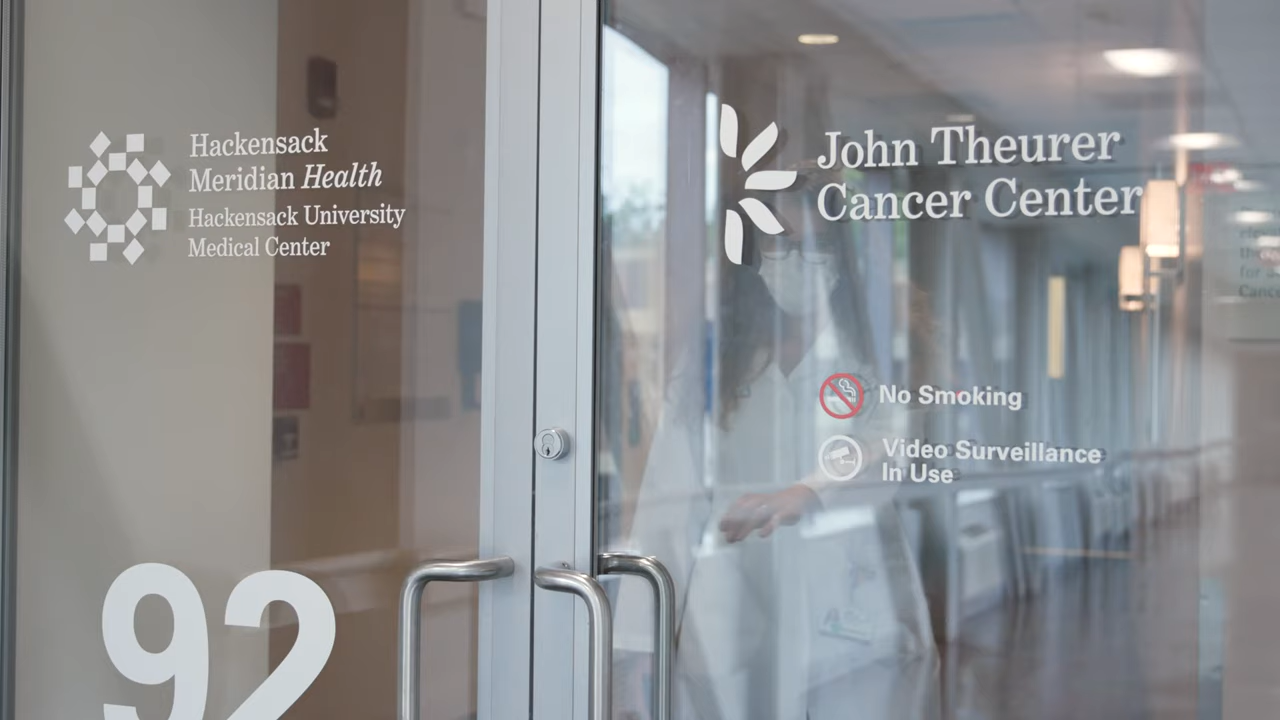 Hackensack
Meridian Health
Hackensack University
Medical Center
92
John Theurer
Cancer Center
No Smoking
Video Surveillance
In Use